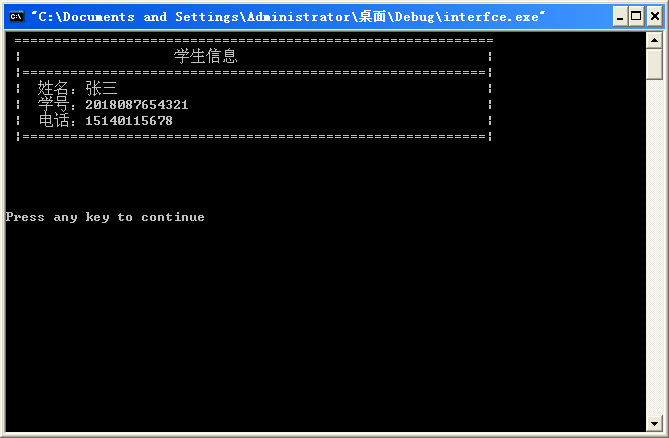 "C:\Documents and Settings\Administrator\桌面\Debug\interfce.exe"
============================================================
¦ 学生信息 ¦
¦==========================================================¦
¦ 姓名：张三 ¦
¦ 学号：2018087654321 ¦
¦ 电话：15140115678 ¦
¦==========================================================¦
Press any key to continue